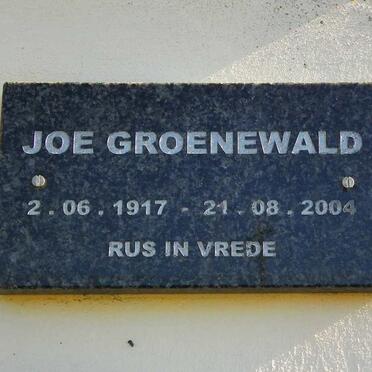 JOE GROENEWALD
2.06.1917 - 21.08.2004
RUS IN VREDE